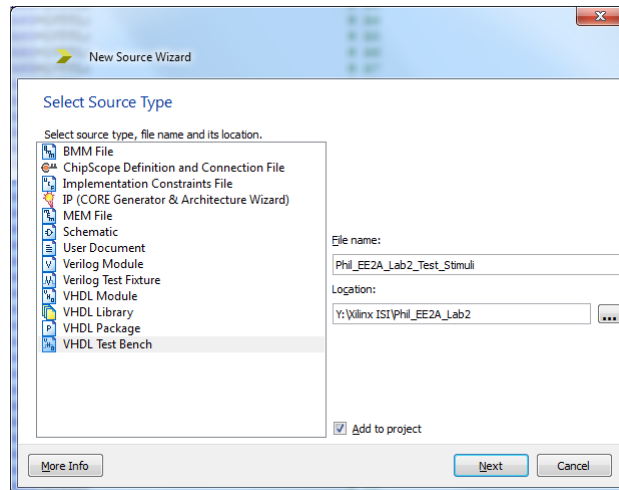 New Source Wizard
Select Source Type
Select source type, file name and its location.
BMM File
ChipScope Definition and Connection File
Implementation Constraints File
IP (CORE Generator & Architecture Wizard)
MEM File
Schematic
User Document
Verilog Module
Verilog Test Fixture
VHDL Module
VHDL Library
VHDL Package
VHDL Test Bench
File name:
Phil_EE2A_Lab2_Test_Stimuli
Location:
Y:\Xilinx ISI\Phil_EE2A_Lab2
...
Add to project
More Info
Next
Cancel